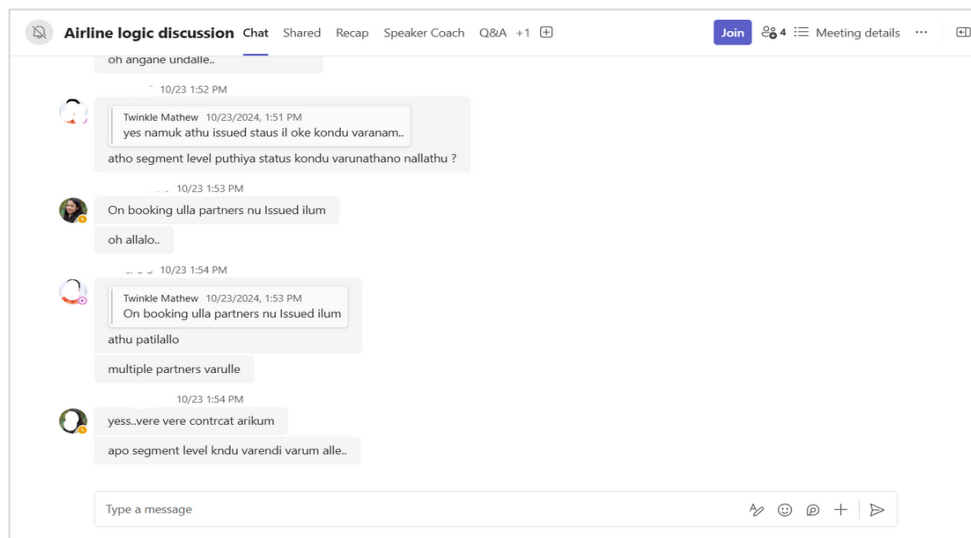 Airline logic discussion Chat Shared Recap Speaker Coach Q&A +1 Join 4 Meeting details ...
oh angane undalle..
10/23 1:52 PM
Twinkle Mathew 10/23/2024, 1:51 PM
yes namuk athu issued staus il oke kondu varanam..
atho segment level puthiya status kondu varunathano nallathu ?
10/23 1:53 PM
On booking ulla partners nu Issued ilum
oh allalo..
10/23 1:54 PM
Twinkle Mathew 10/23/2024, 1:53 PM
On booking ulla partners nu Issued ilum
athu patilallo
multiple partners varulle
10/23 1:54 PM
yess..vere vere contrcat arikum
apo segment level kndu varendi varum alle..
Type a message